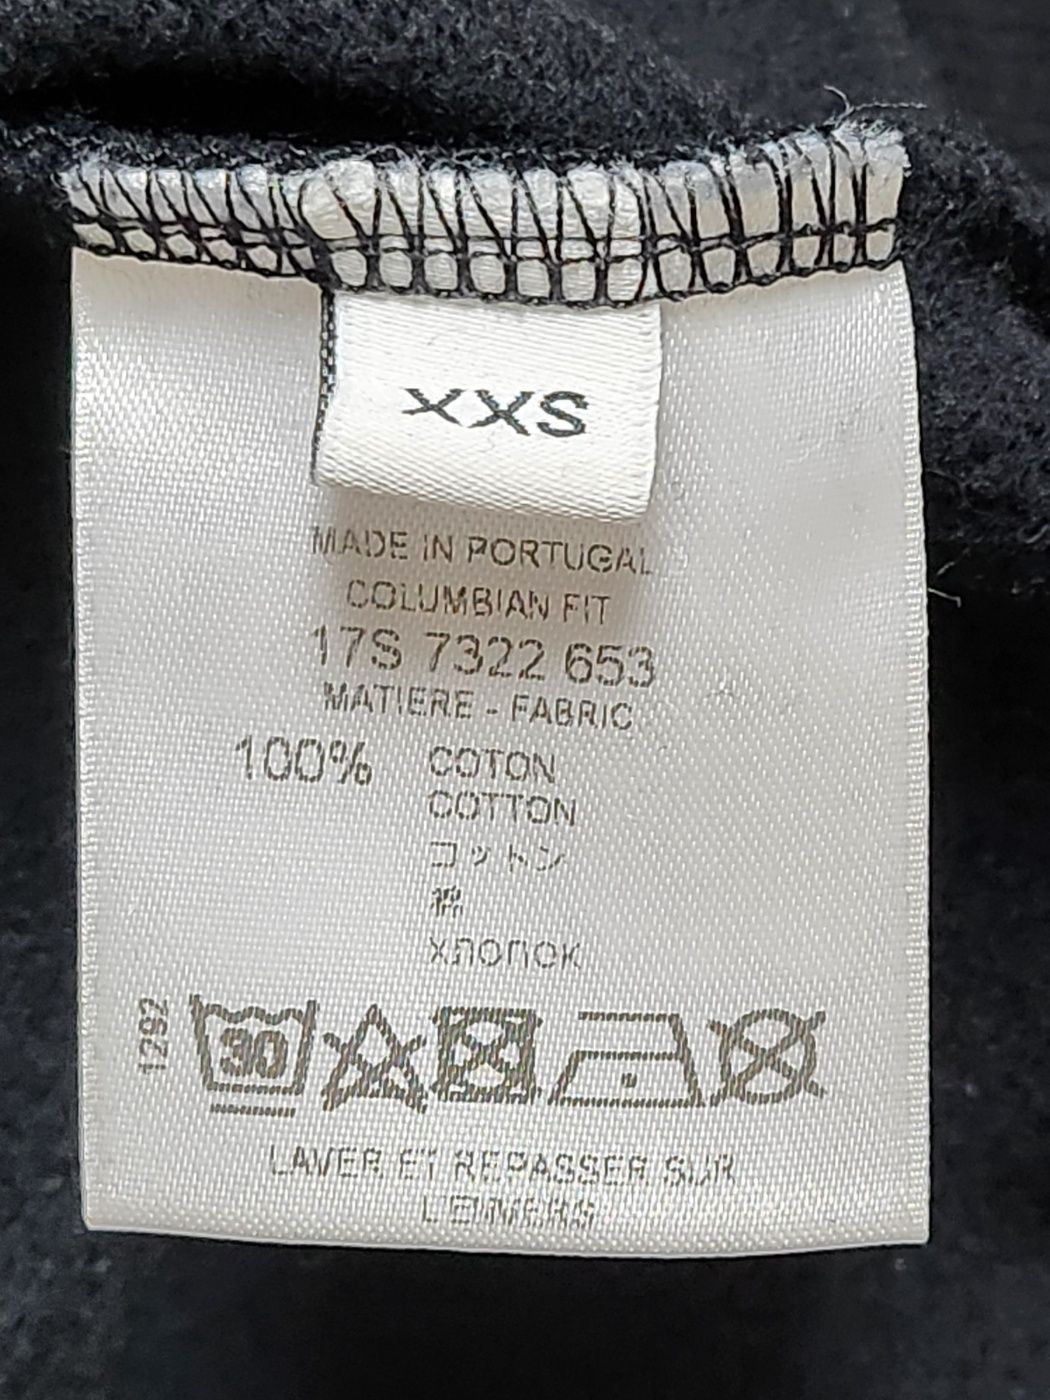 XXS
MADE IN PORTUGAL
COLUMBIAN FIT
17S 7322 653
MATIERE - FABRIC
100% COTON
COTTON
コットン
棉
хлопок
1292
30
LAVER ET REPASSER SUR
L'ENVERS